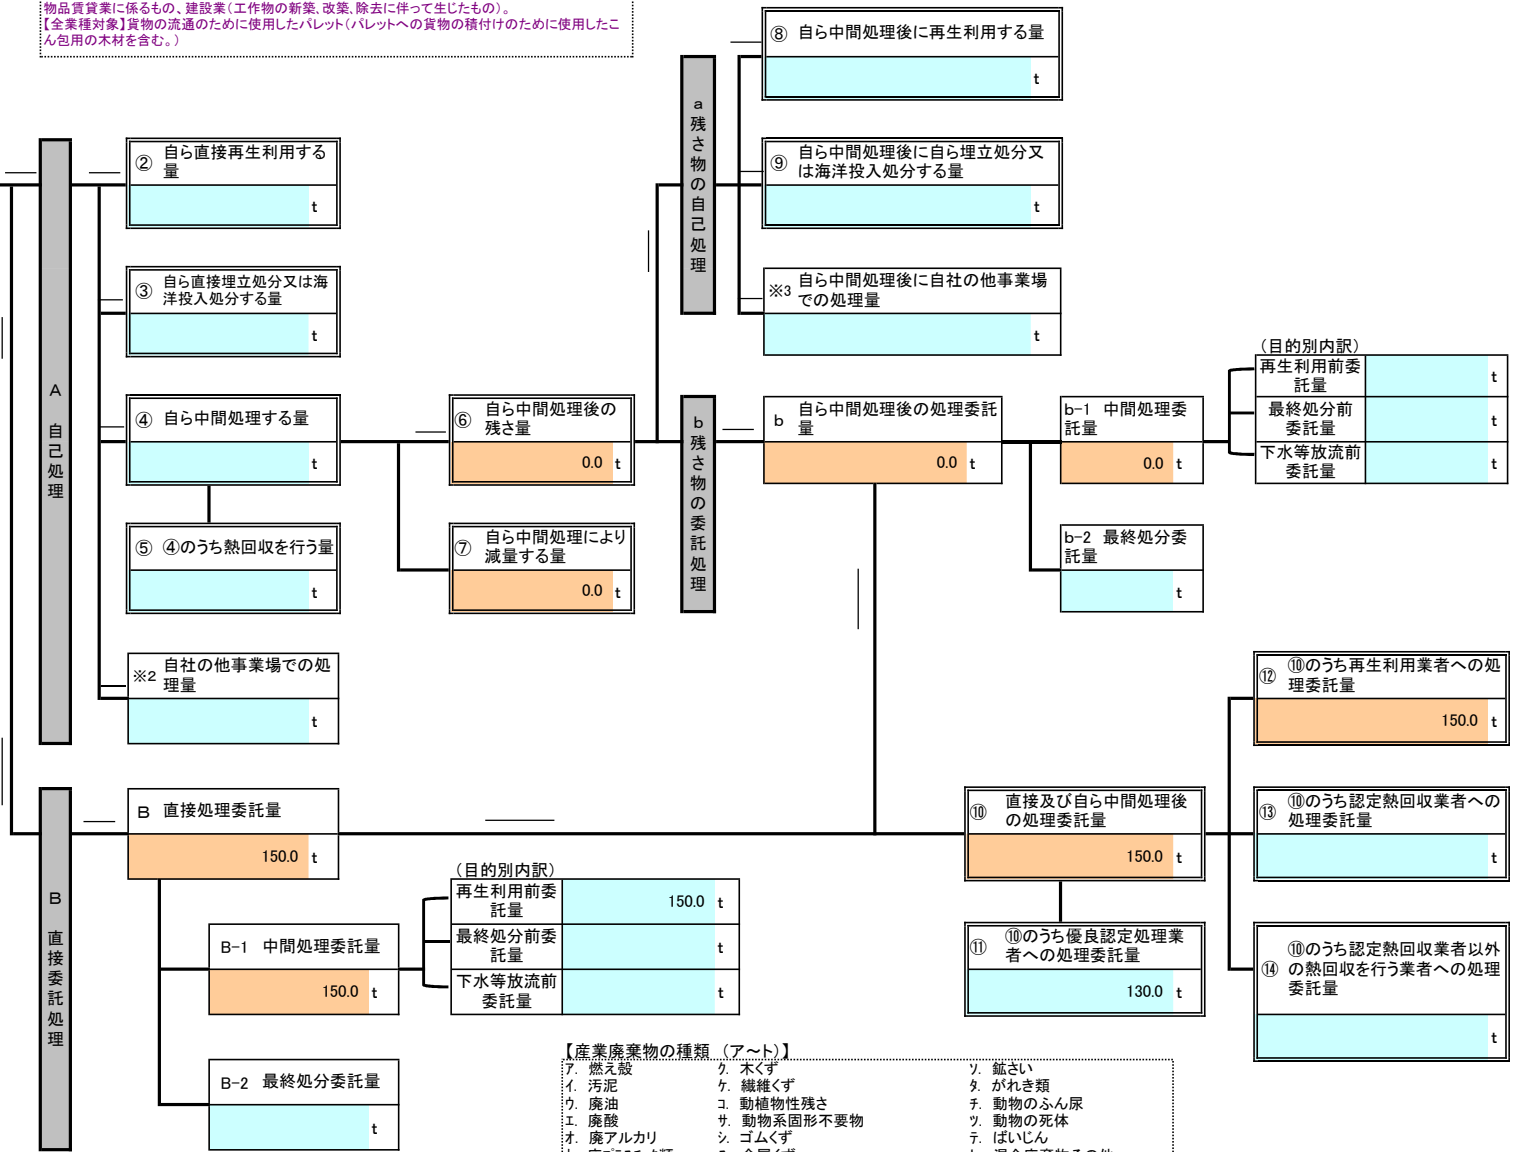 物品賃貸業に係るもの、建設業（工作物の新築、改築、除去に伴って生じたもの）。
【全業種対象】貨物の流通のために使用したパレット（パレットへの貨物の積付けのために使用したこ
ん包用の木材を含む。）
⑧ 自ら中間処理後に再生利用する量
t
a 残さ物の自己処理
② 自ら直接再生利用する
量
t
⑨ 自ら中間処理後に自ら埋立処分又
は海洋投入処分する量
t
③ 自ら直接埋立処分又は海
洋投入処分する量
t
※3 自ら中間処理後に自社の他事業場
での処理量
t
A 自己処理
④ 自ら中間処理する量
t
⑥ 自ら中間処理後の
残さ量
0.0 t
b 残さ物の委託処理
b 自ら中間処理後の処理委託
量
0.0 t
b-1 中間処理委
託量
0.0 t
（目的別内訳）
再生利用前委
託量
t
最終処分前
委託量
t
下水等放流前
委託量
t
⑤ ④のうち熱回収を行う量
t
⑦ 自ら中間処理により
減量する量
0.0 t
b-2 最終処分委
託量
t
※2 自社の他事業場での処
理量
t
⑫ ⑩のうち再生利用業者への処
理委託量
150.0 t
B 直接委託処理
B 直接処理委託量
150.0 t
⑩ 直接及び自ら中間処理後
の処理委託量
150.0 t
⑬ ⑩のうち認定熱回収業者への
処理委託量
t
（目的別内訳）
再生利用前委
託量
150.0 t
最終処分前委
託量
t
下水等放流前
委託量
t
B-1 中間処理委託量
150.0 t
⑪ ⑩のうち優良認定処理業
者への処理委託量
130.0 t
⑭ ⑩のうち認定熱回収業者以外
の熱回収を行う業者への処理
委託量
t
B-2 最終処分委託量
t
【産業廃棄物の種類 （ア～ト）】
ア. 燃え殻 ク. 木くず ソ. 鉱さい
イ. 汚泥 ケ. 繊維くず タ. がれき類
ウ. 廃油 コ. 動植物性残さ チ. 動物のふん尿
エ. 廃酸 サ. 動物系固形不要物 ツ. 動物の死体
オ. 廃アルカリ シ. ゴムくず テ. ばいじん